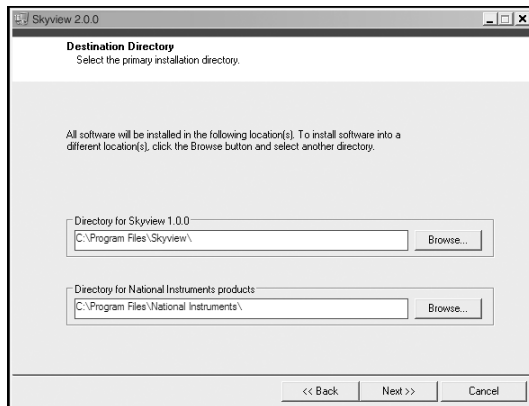 Skyview 2.0.0
Destination Directory
Select the primary installation directory.
All software will be installed in the following location(s). To install software into a
different location(s), click the Browse button and select another directory.
Directory for Skyview 1.0.0
C:\Program Files\Skyview\
Browse...
Directory for National Instruments products
C:\Program Files\National Instruments\
Browse...
<< Back
Next >>
Cancel